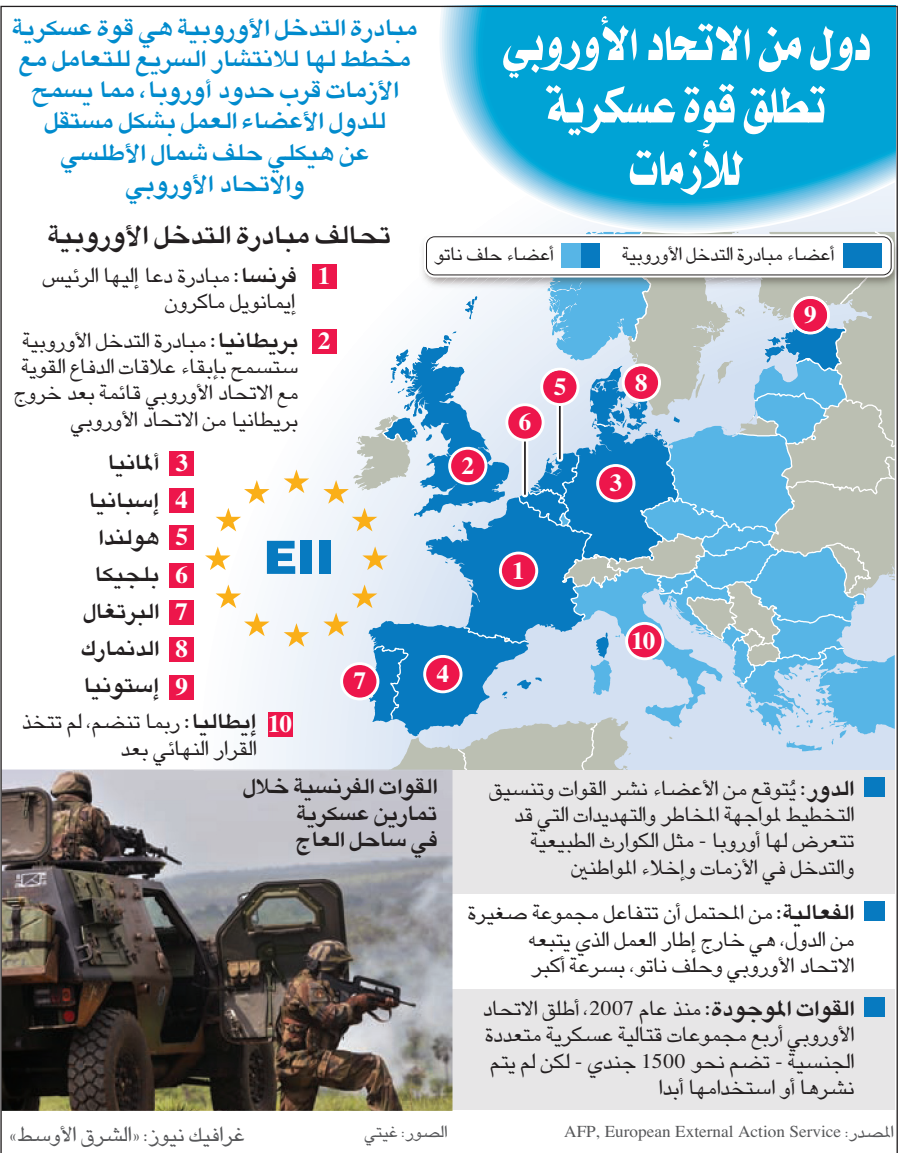 دول من الاتحاد الأوروبي
تطلق قوة عسكرية
للأزمات
مبادرة التدخل الأوروبية هي قوة عسكرية
مخطط لها للانتشار السريع للتعامل مع
الأزمات قرب حدود أوروبا، مما يسمح
للدول الأعضاء العمل بشكل مستقل
عن هيكلي حلف شمال الأطلسي
والاتحاد الأوروبي
أعضاء مبادرة التدخل الأوروبية
أعضاء حلف ناتو
تحالف مبادرة التدخل الأوروبية
1 فرنسا: مبادرة دعا إليها الرئيس
إيمانويل ماكرون
2 بريطانيا: مبادرة التدخل الأوروبية
ستسمح بإبقاء علاقات الدفاع القوية
مع الاتحاد الأوروبي قائمة بعد خروج
بريطانيا من الاتحاد الأوروبي
3 ألمانيا
4 إسبانيا
5 هولندا
6 بلجيكا
7 البرتغال
8 الدنمارك
9 إستونيا
10 إيطاليا: ربما تنضم، لم تتخذ
القرار النهائي بعد
EII
9
8
5
6
2
3
1
10
4
7
الدور: يُتوقع من الأعضاء نشر القوات وتنسيق
التخطيط لمواجهة المخاطر والتهديدات التي قد
تتعرض لها أوروبا - مثل الكوارث الطبيعية
والتدخل في الأزمات وإخلاء المواطنين
الفعالية: من المحتمل أن تتفاعل مجموعة صغيرة
من الدول، هي خارج إطار العمل الذي يتبعه
الاتحاد الأوروبي وحلف ناتو، بسرعة أكبر
القوات الموجودة: منذ عام 2007، أطلق الاتحاد
الأوروبي أربع مجموعات قتالية عسكرية متعددة
الجنسية - تضم نحو 1500 جندي - لكن لم يتم
نشرها أو استخدامها أبدا
القوات الفرنسية خلال
تمارين عسكرية
في ساحل العاج
المصدر: AFP, European External Action Service
الصور: غيتي
غرافيك نيوز: «الشرق الأوسط»